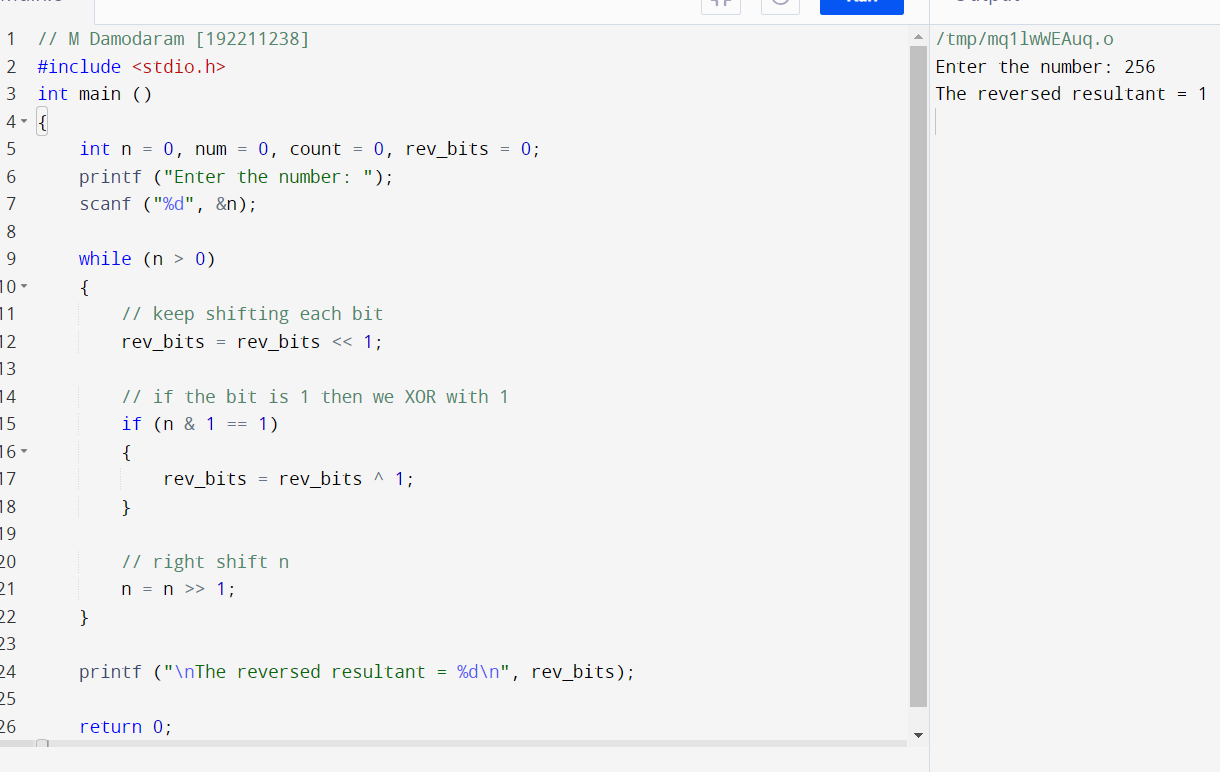 1 // M Damodaram [192211238]
2 #include <stdio.h>
3 int main ()
4 {
5     int n = 0, num = 0, count = 0, rev_bits = 0;
6     printf ("Enter the number: ");
7     scanf ("%d", &n);
8
9     while (n > 0)
10     {
11         // keep shifting each bit
12         rev_bits = rev_bits << 1;
13
14         // if the bit is 1 then we XOR with 1
15         if (n & 1 == 1)
16         {
17             rev_bits = rev_bits ^ 1;
18         }
19
20         // right shift n
21         n = n >> 1;
22     }
23
24     printf ("\nThe reversed resultant = %d\n", rev_bits);
25
26     return 0;
/tmp/mq1lwWEAuq.o
Enter the number: 256
The reversed resultant = 1